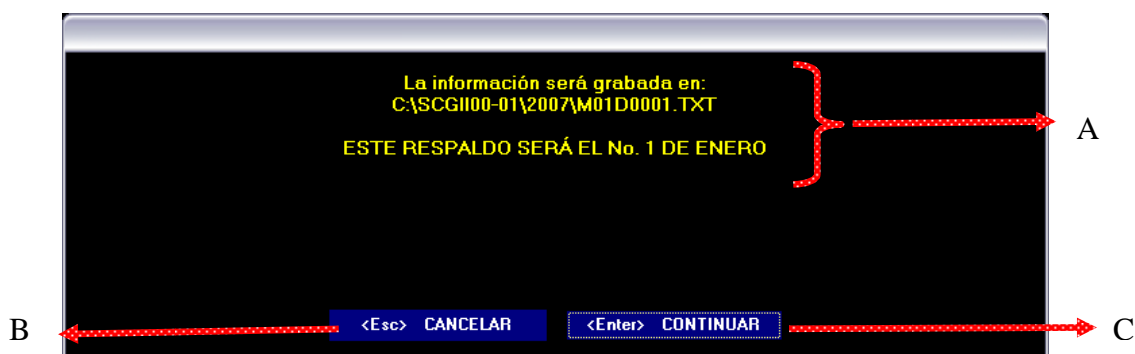 La información será grabada en:
C:\SCGII00-01\2007\M01D0001.TXT
ESTE RESPALDO SERÁ EL No. 1 DE ENERO
A
B
<Esc> CANCELAR
<Enter> CONTINUAR
C